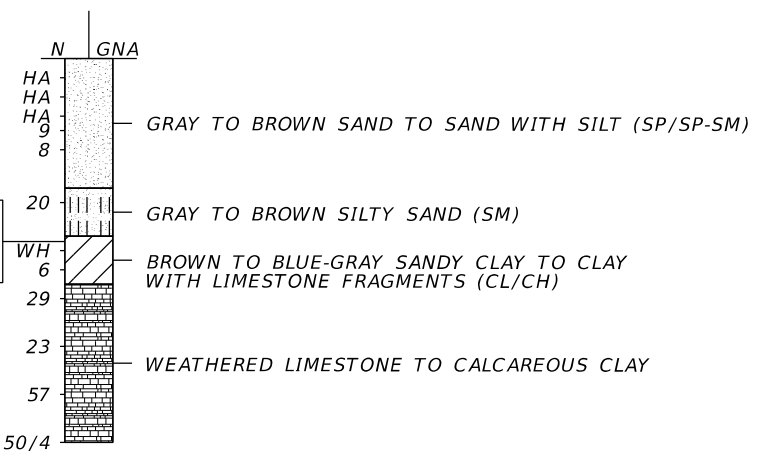 N GNA
HA
HA
HA
9
GRAY TO BROWN SAND TO SAND WITH SILT (SP/SP-SM)
8
20
GRAY TO BROWN SILTY SAND (SM)
WH
BROWN TO BLUE-GRAY SANDY CLAY TO CLAY
6
WITH LIMESTONE FRAGMENTS (CL/CH)
29
23
WEATHERED LIMESTONE TO CALCAREOUS CLAY
57
50/4